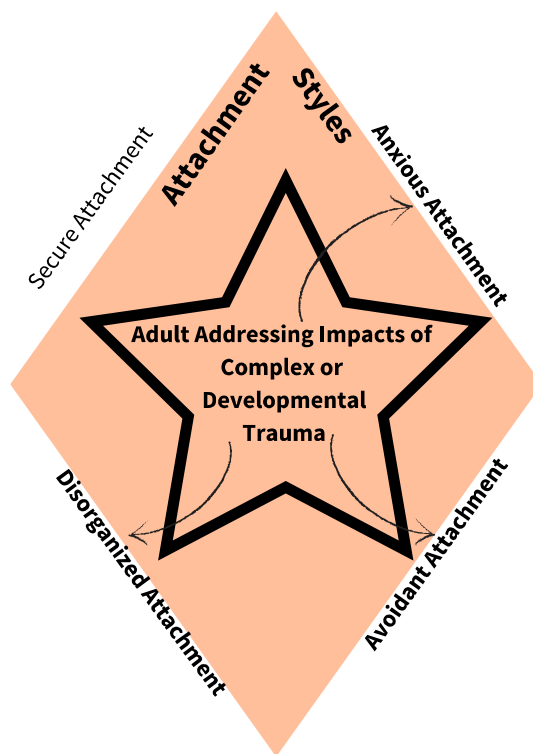 Attachment Styles
Secure Attachment
Anxious Attachment
Adult Addressing Impacts of
Complex or
Developmental
Trauma
Disorganized Attachment
Avoidant Attachment